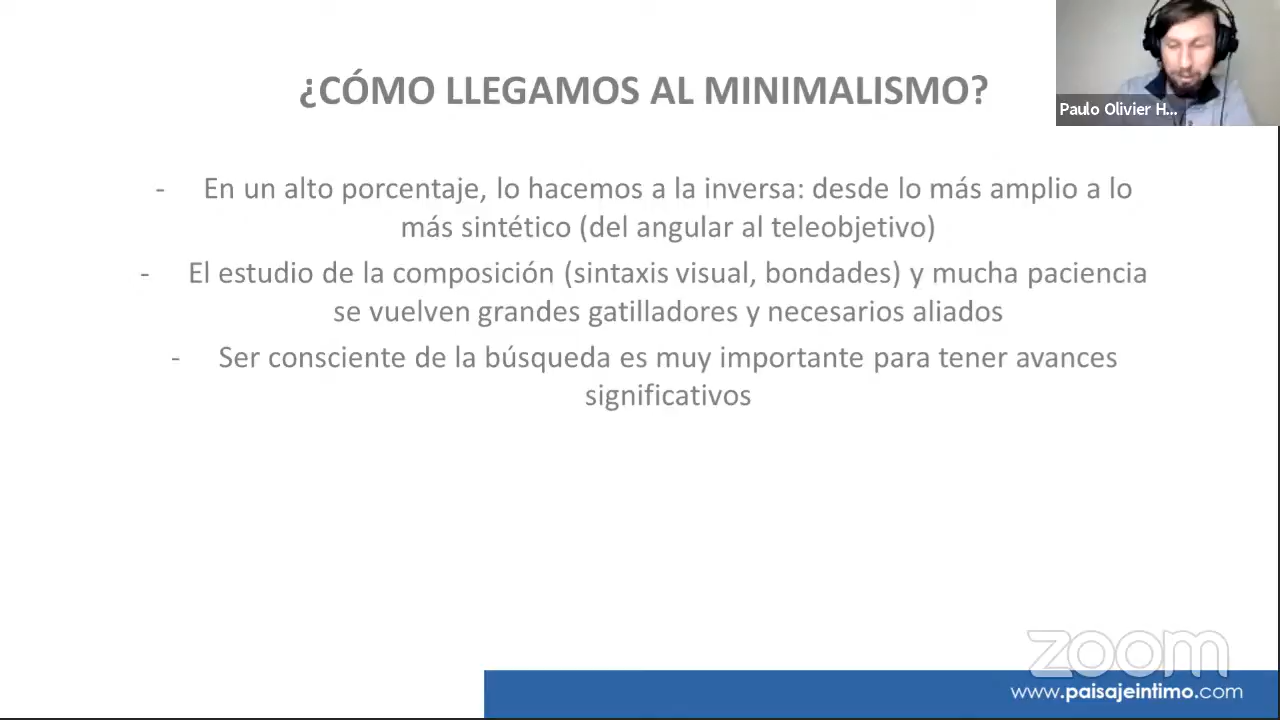 ¿CÓMO LLEGAMOS AL MINIMALISMO?
Paulo Olivier H...
- En un alto porcentaje, lo hacemos a la inversa: desde lo más amplio a lo
más sintético (del angular al teleobjetivo)
- El estudio de la composición (sintaxis visual, bondades) y mucha paciencia
se vuelven grandes gatilladores y necesarios aliados
- Ser consciente de la búsqueda es muy importante para tener avances
significativos
zoom
www.paisajeintimo.com